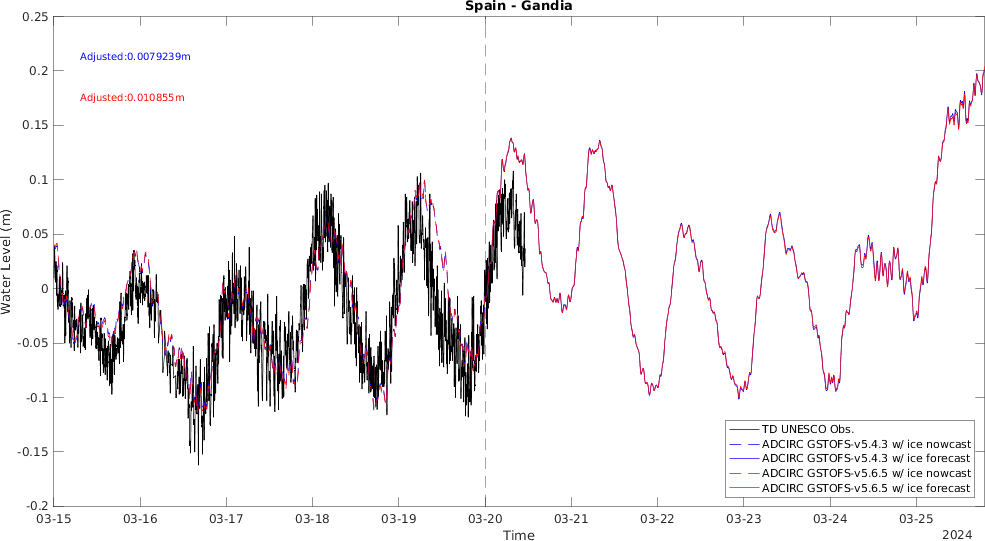 Spain - Gandia
Adjusted:0.0079239m
Adjusted:0.010855m
Water Level (m)
0.25
0.2
0.15
0.1
0.05
0
-0.05
-0.1
-0.15
-0.2
TD UNESCO Obs.
ADCIRC GSTOFS-v5.4.3 w/ ice nowcast
ADCIRC GSTOFS-v5.4.3 w/ ice forecast
ADCIRC GSTOFS-v5.6.5 w/ ice nowcast
ADCIRC GSTOFS-v5.6.5 w/ ice forecast
03-15 03-16 03-17 03-18 03-19 03-20 03-21 03-22 03-23 03-24 03-25
Time
2024